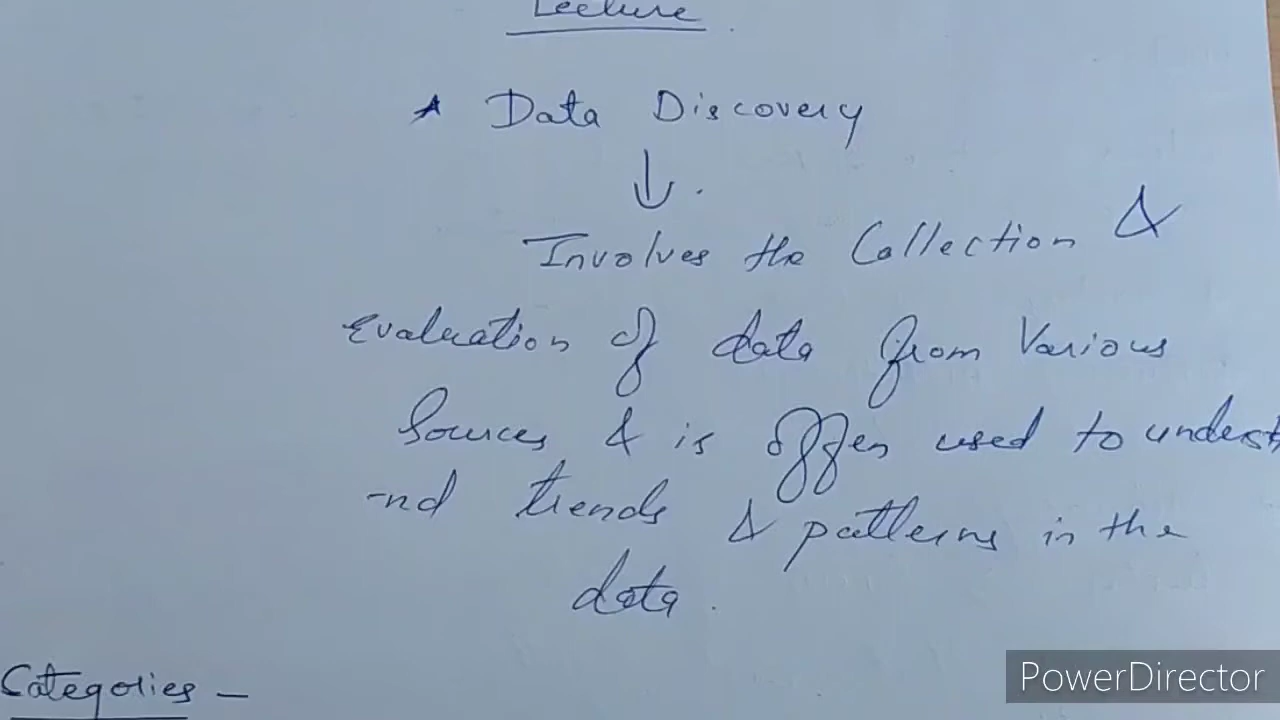 Lecture
* Data Discovery
↓.
Involves the Collection &
Evaluation of data from Various
Sources & is offen used to underst
-nd trends & patterns in the
data.
Categories -
PowerDirector